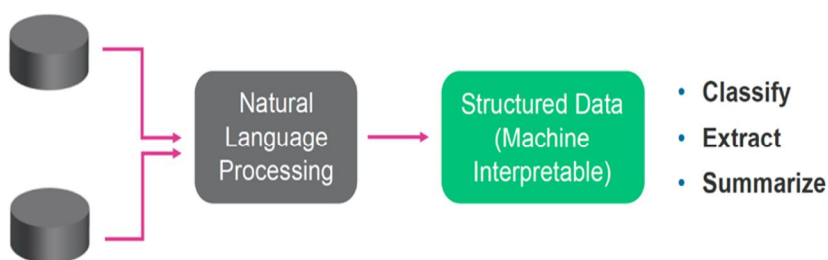 Natural
Language
Processing
Structured Data
(Machine
Interpretable)
• Classify
• Extract
• Summarize